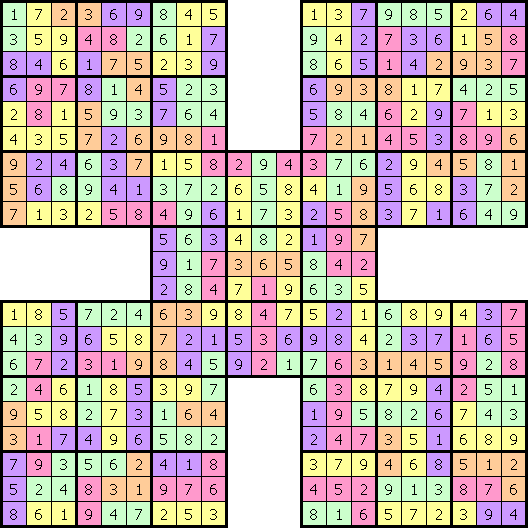 1 7 2 3 6 9 8 4 5 1 3 7 9 8 5 2 6 4
3 5 9 4 8 2 6 1 7 9 4 2 7 3 6 1 5 8
8 4 6 1 7 5 2 3 9 8 6 5 1 4 2 9 3 7
6 9 7 8 1 4 5 2 3 6 9 3 8 1 7 4 2 5
2 8 1 5 9 3 7 6 4 5 8 4 6 2 9 7 1 3
4 3 5 7 2 6 9 8 1 7 2 1 4 5 3 8 9 6
9 2 4 6 3 7 1 5 8 2 9 4 3 7 6 2 9 4 5 8 1
5 6 8 9 4 1 3 7 2 6 5 8 4 1 9 5 6 8 3 7 2
7 1 3 2 5 8 4 9 6 1 7 3 2 5 8 3 7 1 6 4 9
5 6 3 4 8 2 1 9 7
9 1 7 3 6 5 8 4 2
2 8 4 7 1 9 6 3 5
1 8 5 7 2 4 6 3 9 8 4 7 5 2 1 6 8 9 4 3 7
4 3 9 6 5 8 7 2 1 5 3 6 9 8 4 2 3 7 1 6 5
6 7 2 3 1 9 8 4 5 9 2 1 7 6 3 1 4 5 9 2 8
2 4 6 1 8 5 3 9 7 6 3 8 7 9 4 2 5 1
9 5 8 2 7 3 1 6 4 1 9 5 8 2 6 7 4 3
3 1 7 4 9 6 5 8 2 2 4 7 3 5 1 6 8 9
7 9 3 5 6 2 4 1 8 3 7 9 4 6 8 5 1 2
5 2 4 8 3 1 9 7 6 4 5 2 9 1 3 8 7 6
8 6 1 9 4 7 2 5 3 8 1 6 5 7 2 3 9 4